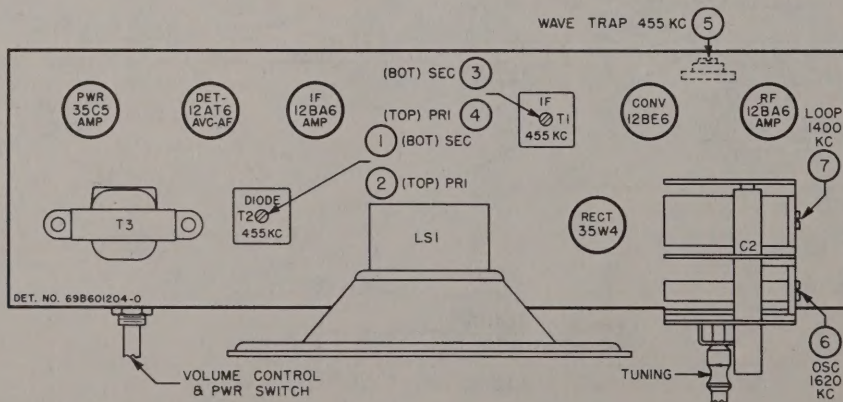 WAVE TRAP 455 KC 5
PWR
35C5
AMP
DET-
12AT6
AVC-AF
IF
12BA6
AMP
(BOT) SEC 3
(TOP) PRI 4
1 (BOT) SEC
2 (TOP) PRI
IF
T1
455 KC
CONV
12BE6
RF
12BA6
AMP
LOOP
1400
KC
7
T3
DIODE
T2
455 KC
LS1
RECT
35W4
C2
DET. NO. 69B601204-0
VOLUME CONTROL
& PWR SWITCH
TUNING
6
OSC
1620
KC